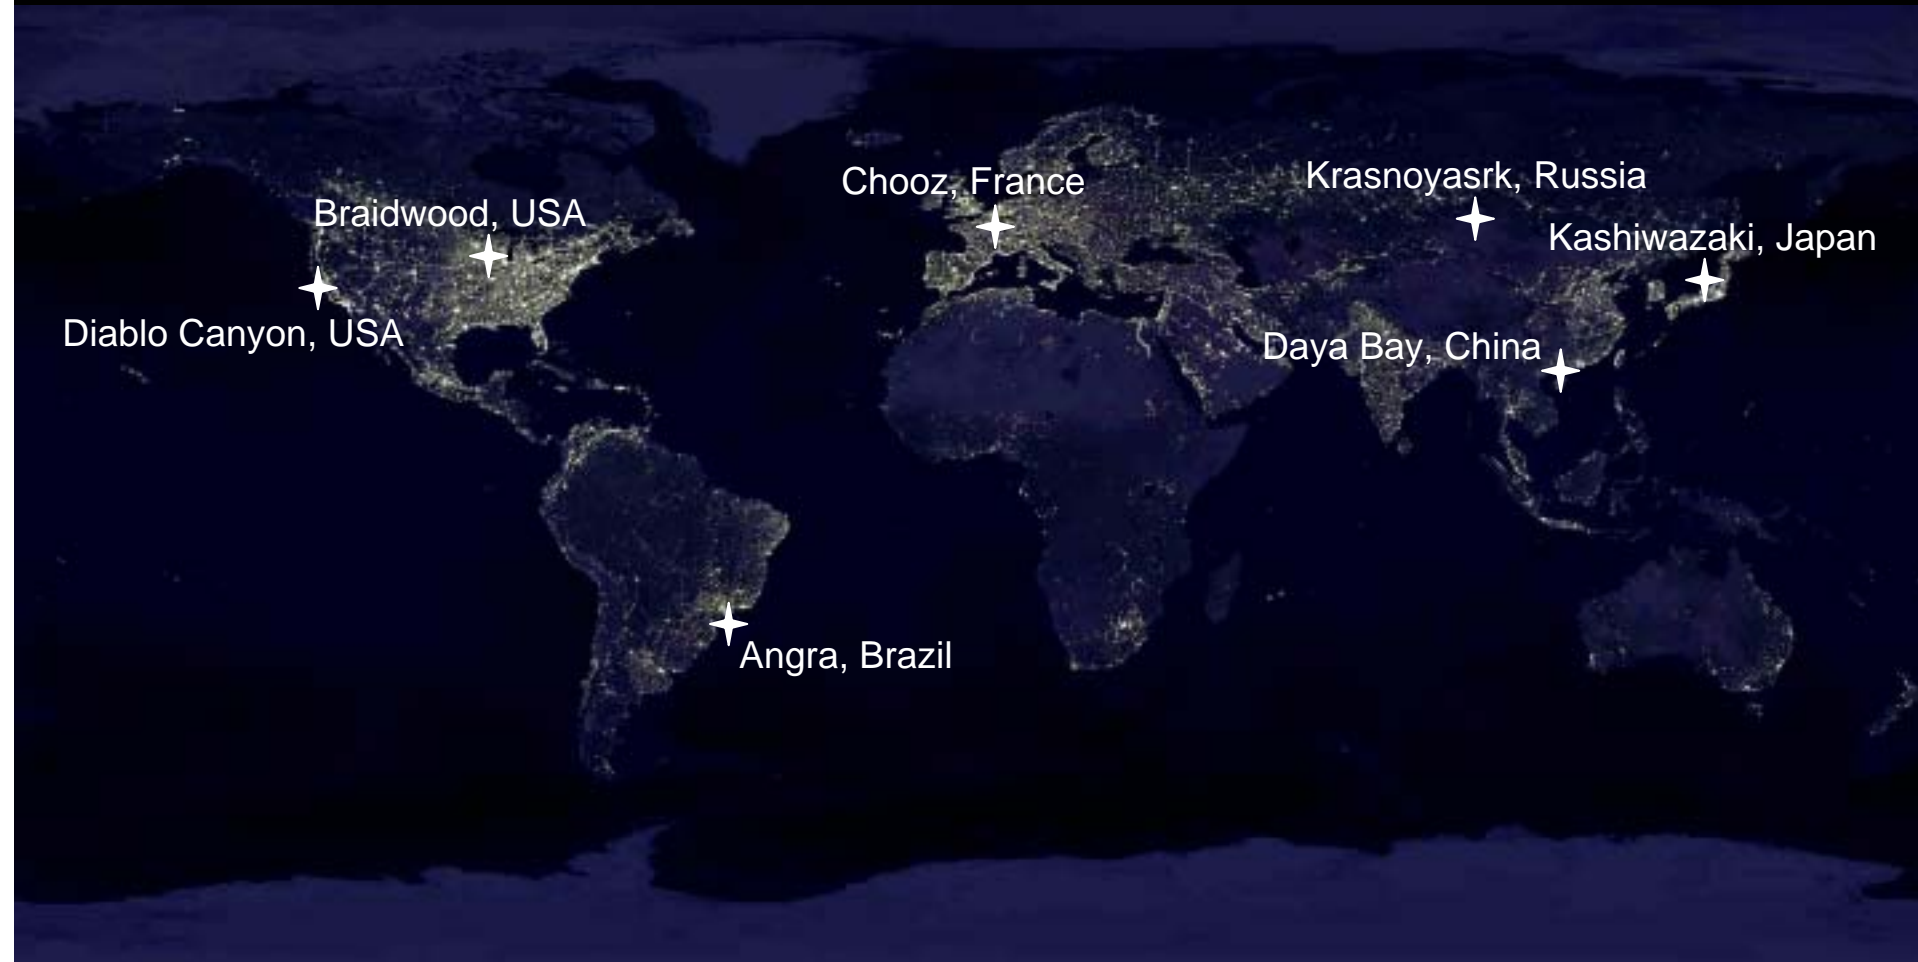 Chooz, France
Krasnoyasrk, Russia
Braidwood, USA
Kashiwazaki, Japan
Diablo Canyon, USA
Daya Bay, China
Angra, Brazil